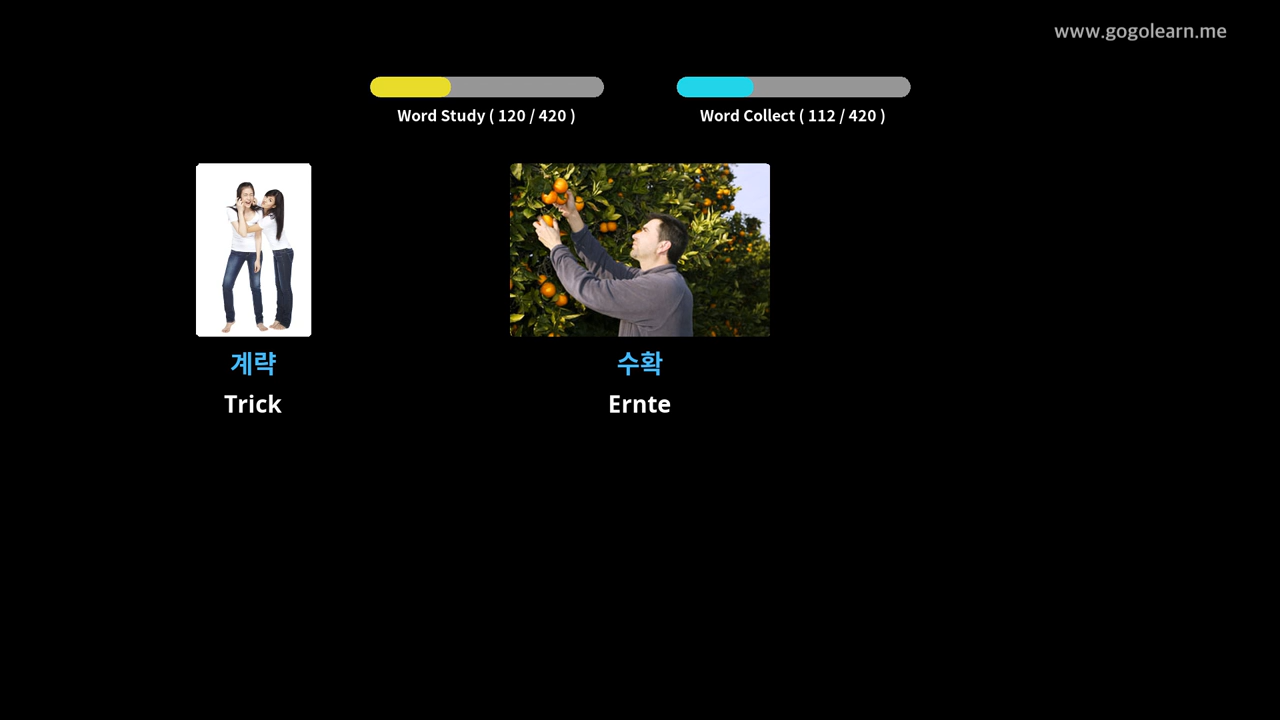 www.gogolearn.me
Word Study ( 120 / 420 )
Word Collect ( 112 / 420 )
계략
Trick
수확
Ernte